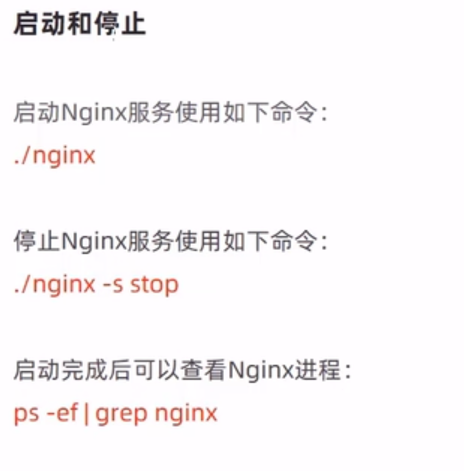 启动和停止
启动Nginx服务使用如下命令：
./nginx
停止Nginx服务使用如下命令：
./nginx -s stop
启动完成后可以查看Nginx进程：
ps -ef | grep nginx